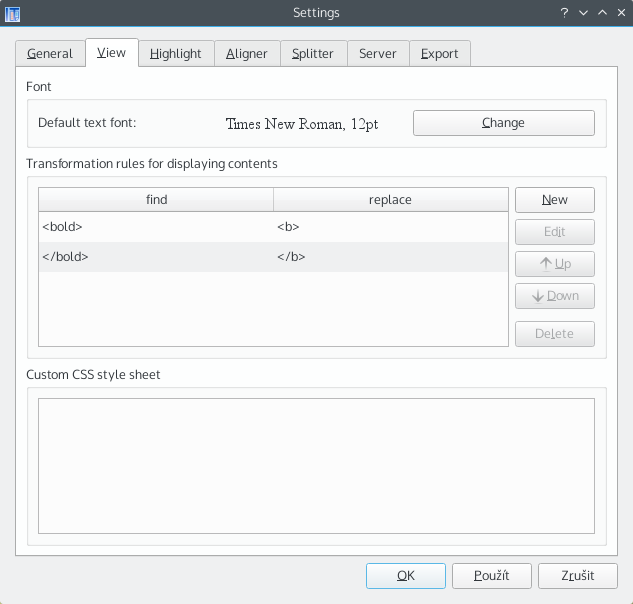 Settings
General View Highlight Aligner Splitter Server Export
Font
Default text font: Times New Roman, 12pt Change
Transformation rules for displaying contents
find replace New
<bold> <b>
Edit
</bold> </b>
Up
Down
Delete
Custom CSS style sheet
OK Použít Zrušit